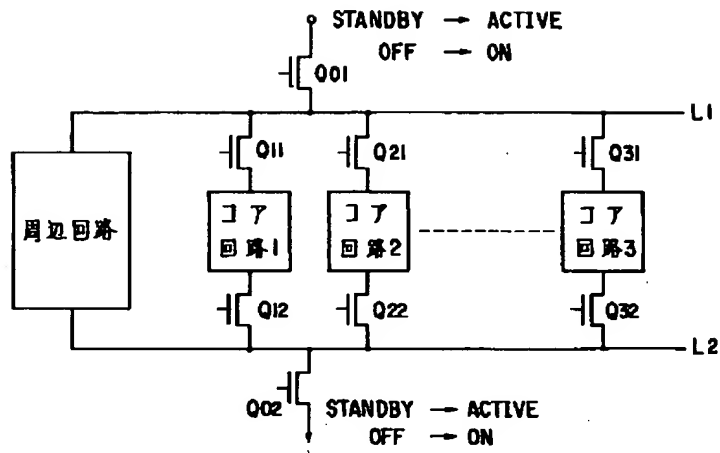 STANDBY → ACTIVE
OFF → ON
Q01
L1
Q11
Q21
Q31
周辺回路
コア
回路1
コア
回路2
コア
回路3
Q12
Q22
Q32
L2
Q02
STANDBY → ACTIVE
OFF → ON